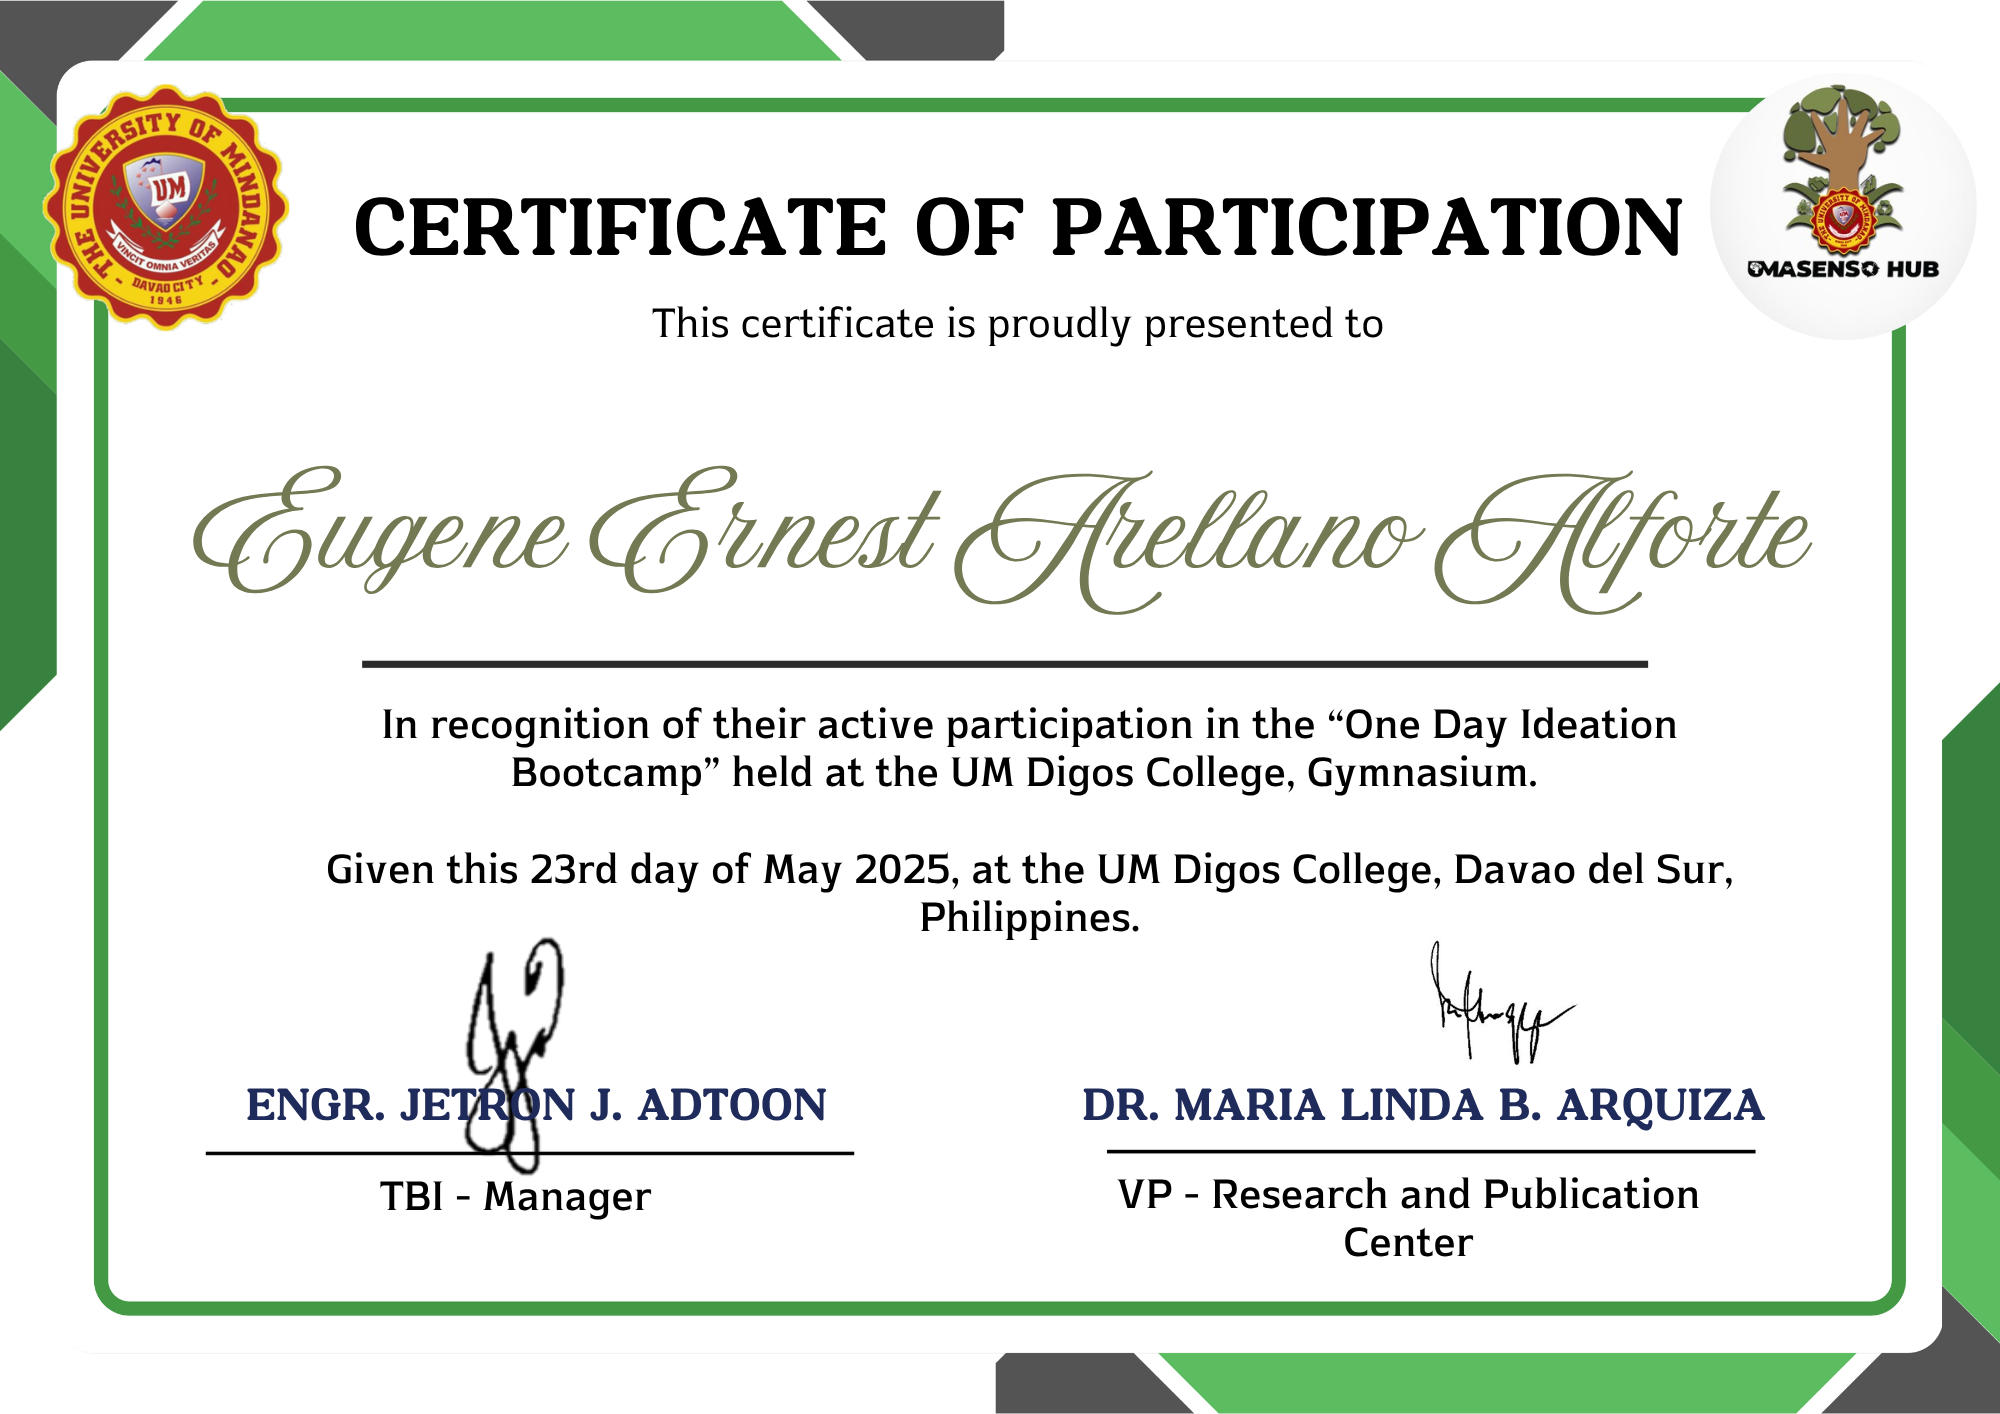 THE UNIVERSITY OF MINDANAO
UM
VINCIT OMNIA VERITAS
DAVAO CITY
1946
UMASENSO HUB
CERTIFICATE OF PARTICIPATION
This certificate is proudly presented to
Eugene Ernest Arellano Alforte
In recognition of their active participation in the “One Day Ideation
Bootcamp” held at the UM Digos College, Gymnasium.
Given this 23rd day of May 2025, at the UM Digos College, Davao del Sur,
Philippines.
ENGR. JETRON J. ADTOON
TBI - Manager
DR. MARIA LINDA B. ARQUIZA
VP - Research and Publication
Center